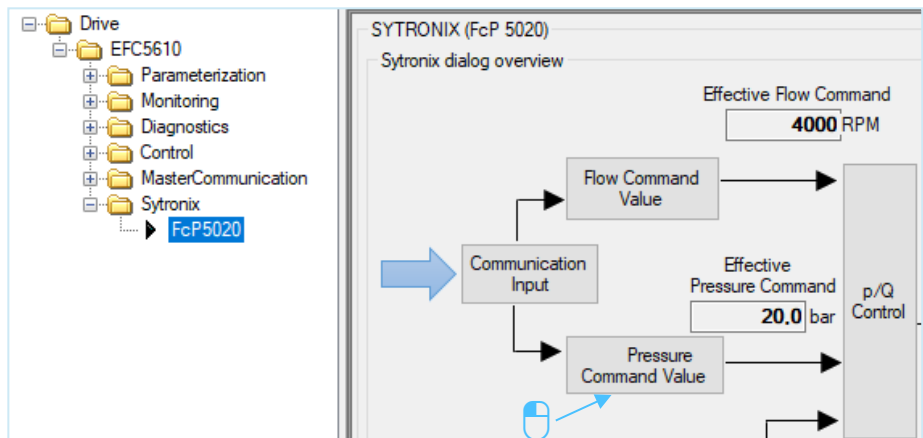 Drive
EFC5610
Parameterization
Monitoring
Diagnostics
Control
MasterCommunication
Sytronix
FcP5020
SYTRONIX (FcP 5020)
Sytronix dialog overview
Effective Flow Command
4000 RPM
Flow Command
Value
Communication
Input
Effective
Pressure Command
20,0 bar
p/Q
Control
Pressure
Command Value